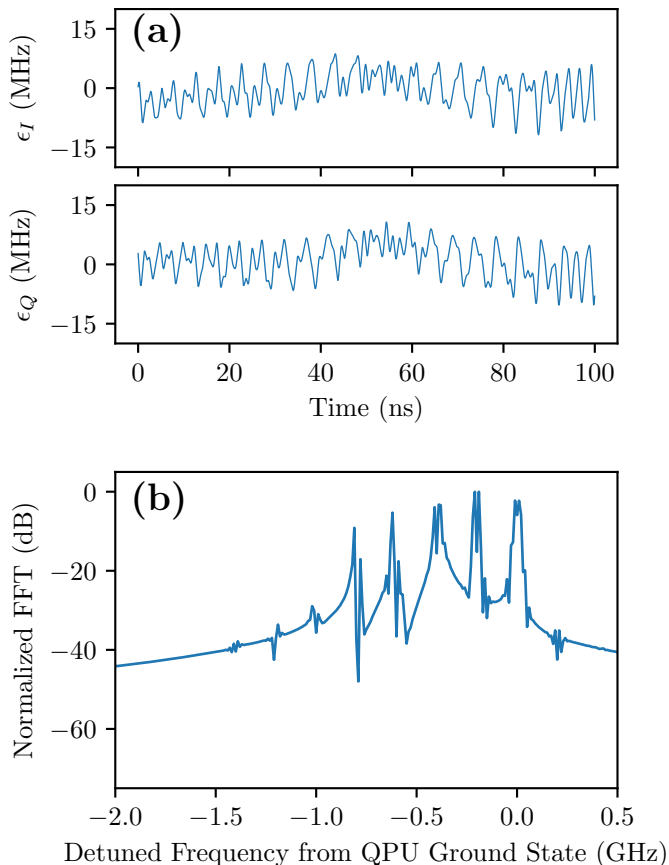 (a)
15
0
−15
ϵ_I (MHz)
15
0
−15
ϵ_Q (MHz)
0 20 40 60 80 100
Time (ns)
(b)
0
−20
−40
−60
Normalized FFT (dB)
−2.0 −1.5 −1.0 −0.5 0.0 0.5
Detuned Frequency from QPU Ground State (GHz)